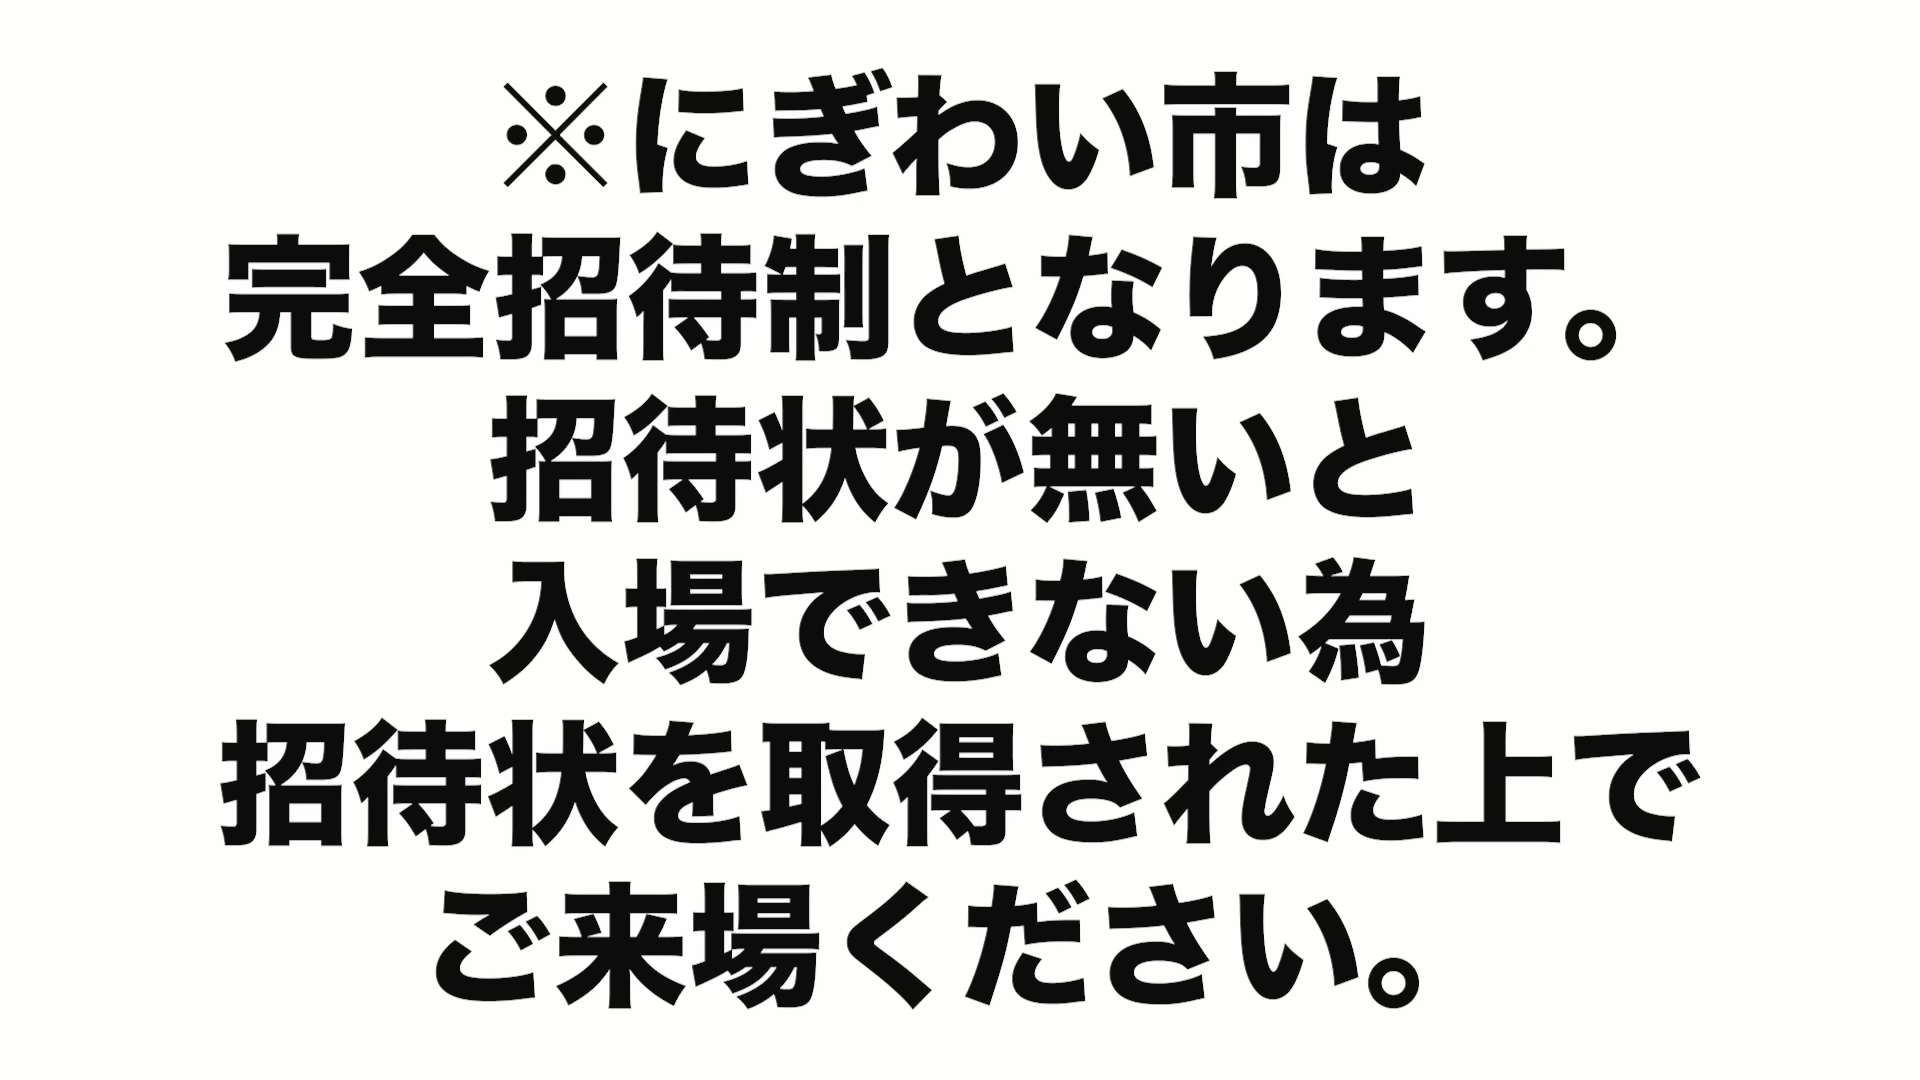 ※にぎわい市は
完全招待制となります。
招待状が無いと
入場できない為
招待状を取得された上で
ご来場ください。